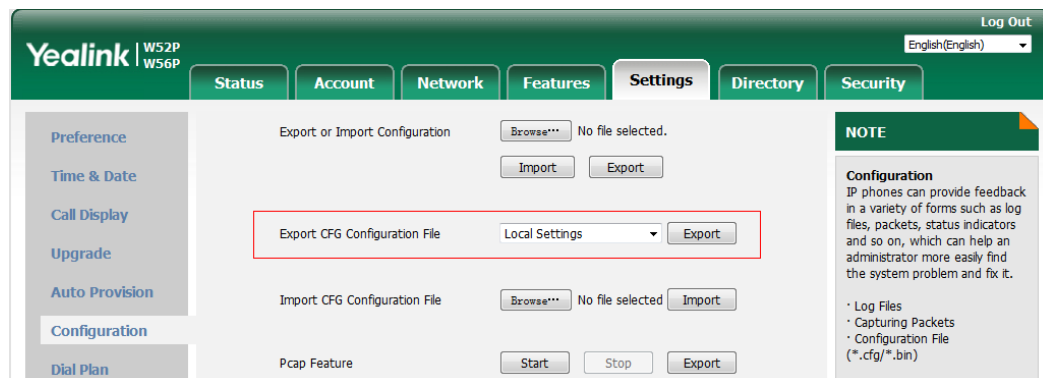 Log Out
Yealink | W52P
W56P
English(English)
Status Account Network Features Settings Directory Security
Preference
Time & Date
Call Display
Upgrade
Auto Provision
Configuration
Dial Plan
Export or Import Configuration Browse··· No file selected.
Import Export
Export CFG Configuration File Local Settings Export
Import CFG Configuration File Browse··· No file selected Import
Pcap Feature Start Stop Export
NOTE
Configuration
IP phones can provide feedback
in a variety of forms such as log
files, packets, status indicators
and so on, which can help an
administrator more easily find
the system problem and fix it.
· Log Files
· Capturing Packets
· Configuration File
(*.cfg/*.bin)